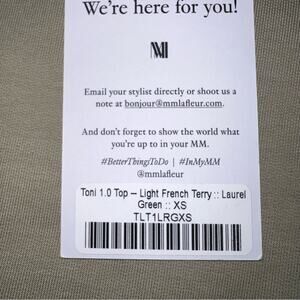 We're here for you!
M
Email your stylist directly or shoot us a
note at bonjour@mmlafleur.com.
And don't forget to show the world what
you're up to in your MM.
#BetterThingsToDo | #InMyMM
@mmlafleur
Toni 1.0 Top – Light French Terry :: Laurel
Green :: XS
TLT1LRGXS